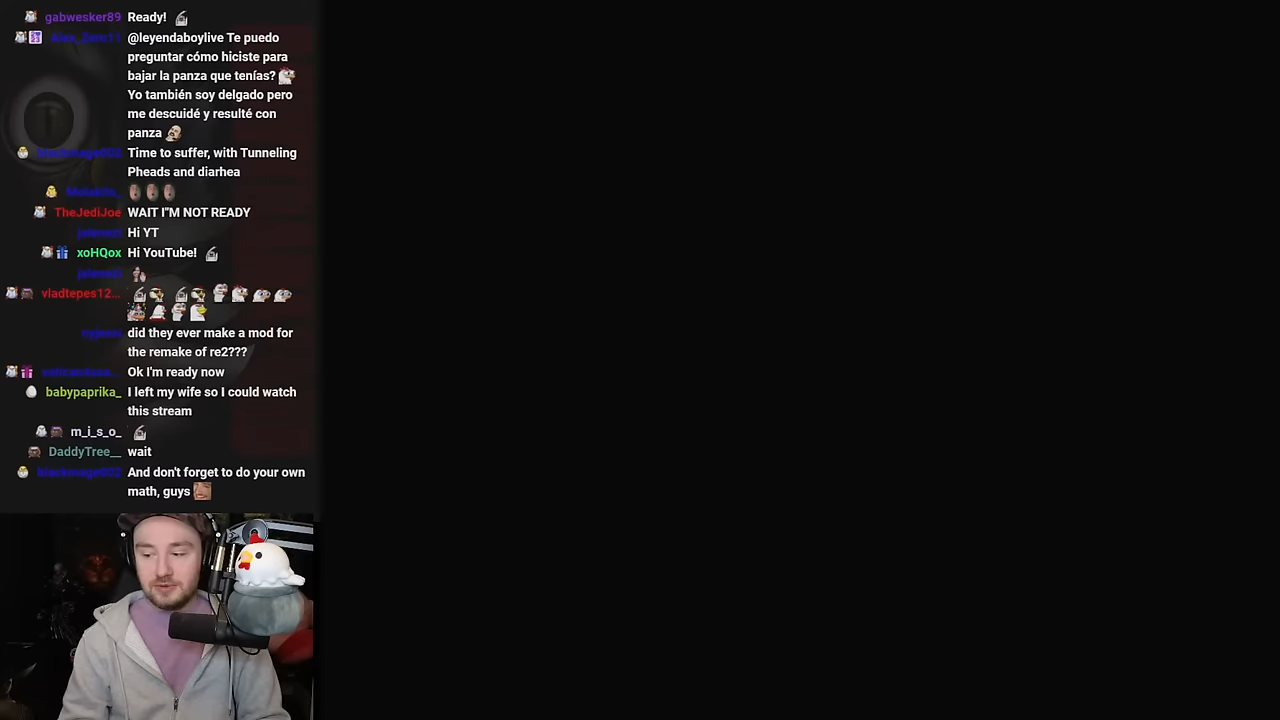 gabwesker89 Ready!
@leyendaboylive Te puedo
preguntar cómo hiciste para
bajar la panza que tenías?
Yo también soy delgado pero
me descuidé y resulté con
panza
Time to suffer, with Tunneling
Pheads and diarhea
TheJediJoe WAIT I"M NOT READY
Hi YT
xoHQox Hi YouTube!
vladtepes12...
did they ever make a mod for
the remake of re2???
Ok I'm ready now
babypaprika_ I left my wife so I could watch
this stream
m_i_s_o_
DaddyTree__ wait
And don't forget to do your own
math, guys